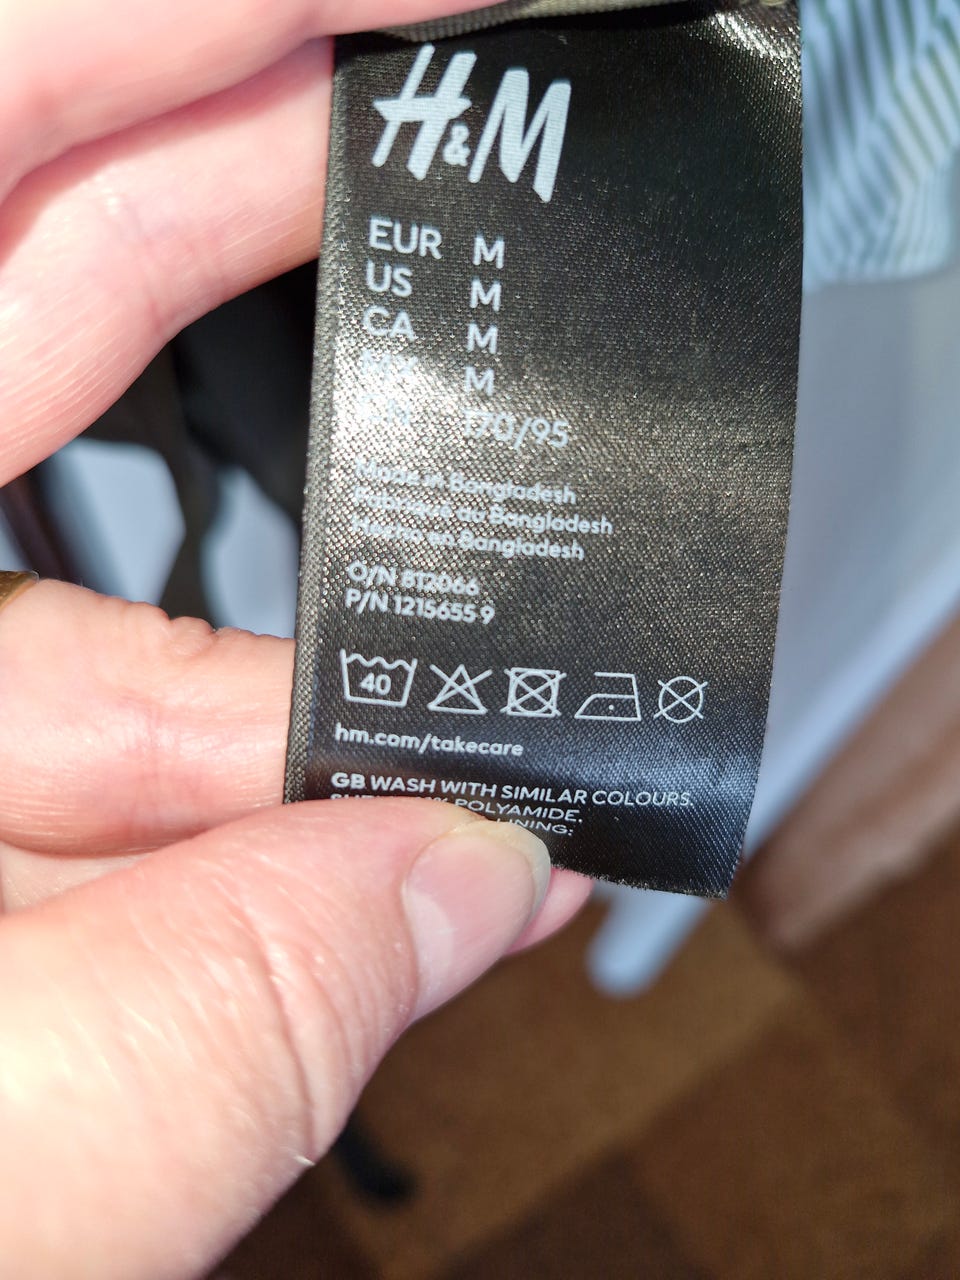 H&M
EUR M
US M
CA M
MX M
CN 170/95
Made in Bangladesh
Fabriqué au Bangladesh
Hecho en Bangladesh
O/N 812066
P/N 1215655 9
40
hm.com/takecare
GB WASH WITH SIMILAR COLOURS.
POLYAMIDE.
LINING: